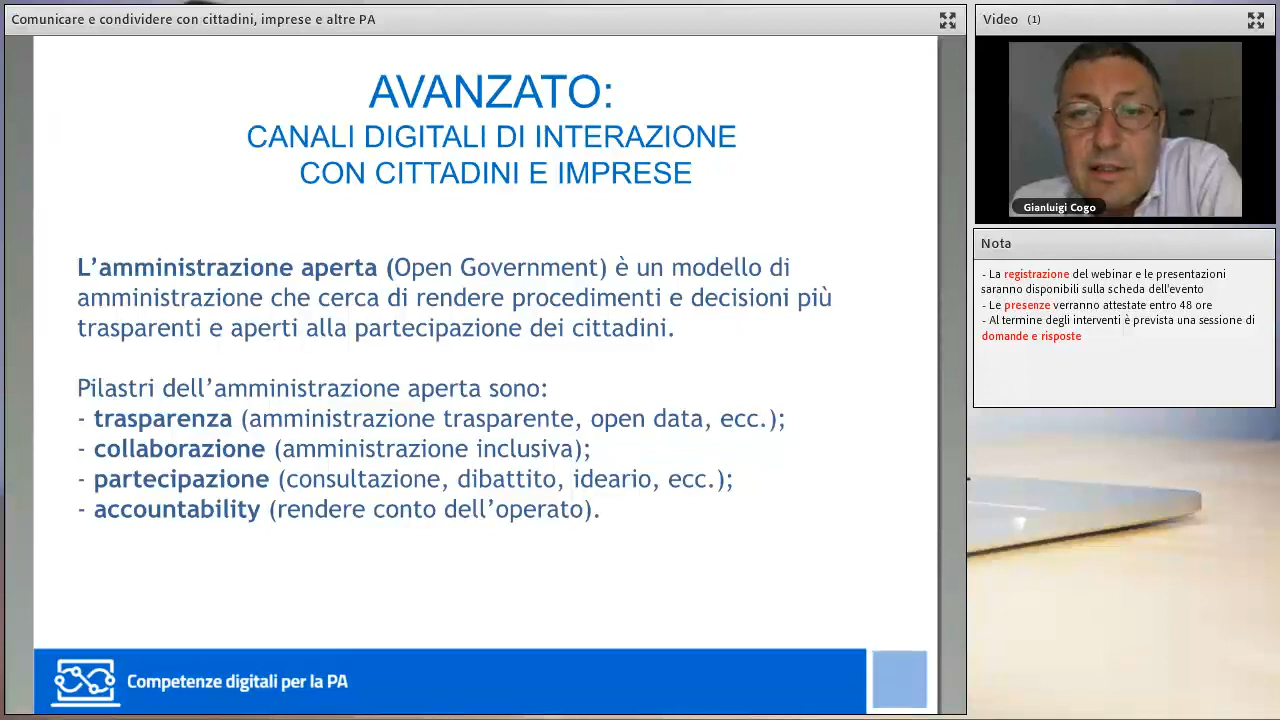 Comunicare e condividere con cittadini, imprese e altre PA
AVANZATO:
CANALI DIGITALI DI INTERAZIONE
CON CITTADINI E IMPRESE
L’amministrazione aperta (Open Government) è un modello di
amministrazione che cerca di rendere procedimenti e decisioni più
trasparenti e aperti alla partecipazione dei cittadini.
Pilastri dell’amministrazione aperta sono:
- trasparenza (amministrazione trasparente, open data, ecc.);
- collaborazione (amministrazione inclusiva);
- partecipazione (consultazione, dibattito, ideario, ecc.);
- accountability (rendere conto dell’operato).
Competenze digitali per la PA
Video (1)
Gianluigi Cogo
Nota
- La registrazione del webinar e le presentazioni
saranno disponibili sulla scheda dell'evento
- Le presenze verranno attestate entro 48 ore
- Al termine degli interventi è prevista una sessione di
domande e risposte